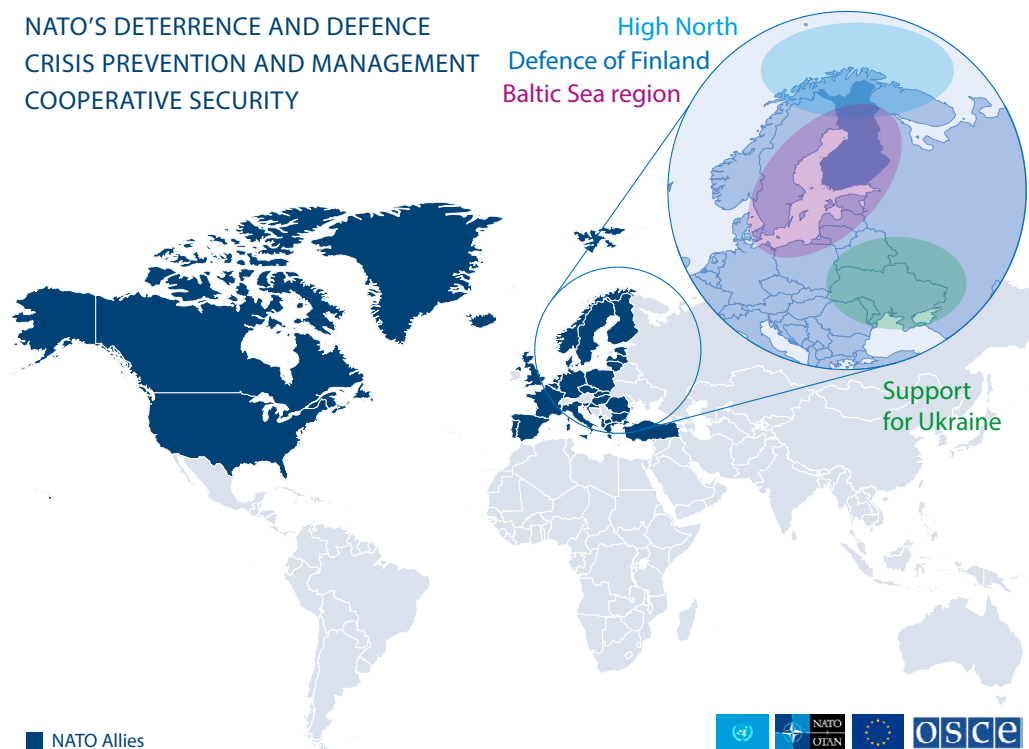 NATO’S DETERRENCE AND DEFENCE
CRISIS PREVENTION AND MANAGEMENT
COOPERATIVE SECURITY
High North
Defence of Finland
Baltic Sea region
Support
for Ukraine
NATO Allies
NATO
OTAN
osce